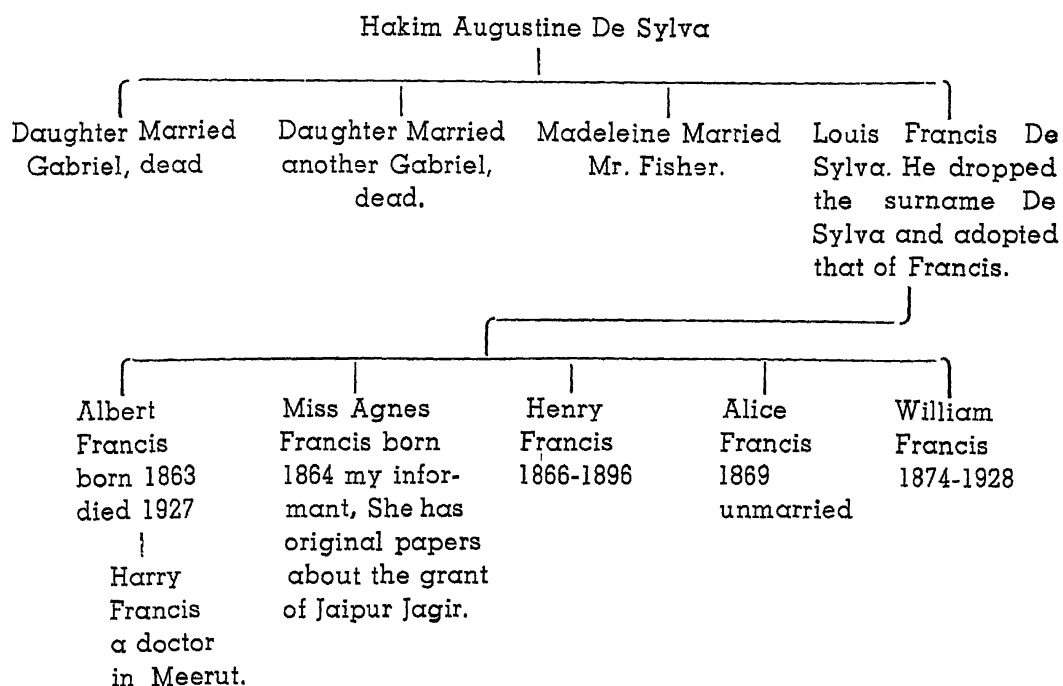 Hakim Augustine De Sylva
Daughter Married
Gabriel, dead
Daughter Married
another Gabriel,
dead.
Madeleine Married
Mr. Fisher.
Louis Francis De
Sylva. He dropped
the surname De
Sylva and adopted
that of Francis.
Albert
Francis
born 1863
died 1927
Harry
Francis
a doctor
in Meerut.
Miss Agnes
Francis born
1864 my infor-
mant, She has
original papers
about the grant
of Jaipur Jagir.
Henry
Francis
1866-1896
Alice
Francis
1869
unmarried
William
Francis
1874-1928